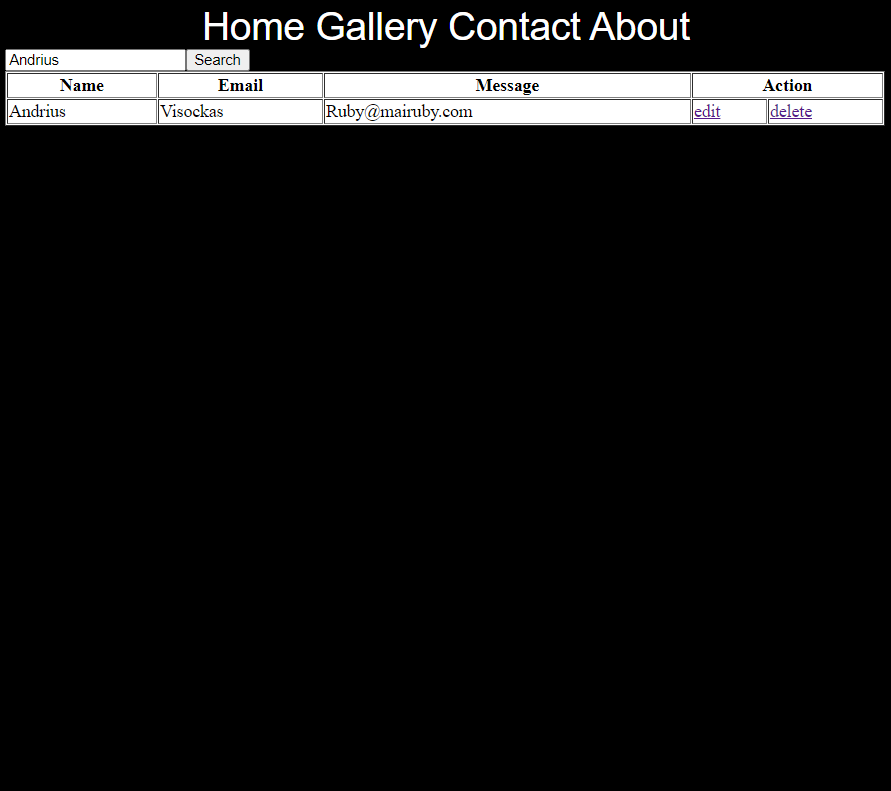 Home Gallery Contact About
Andrius Search
Name Email Message Action
Andrius Visockas Ruby@mairuby.com edit delete